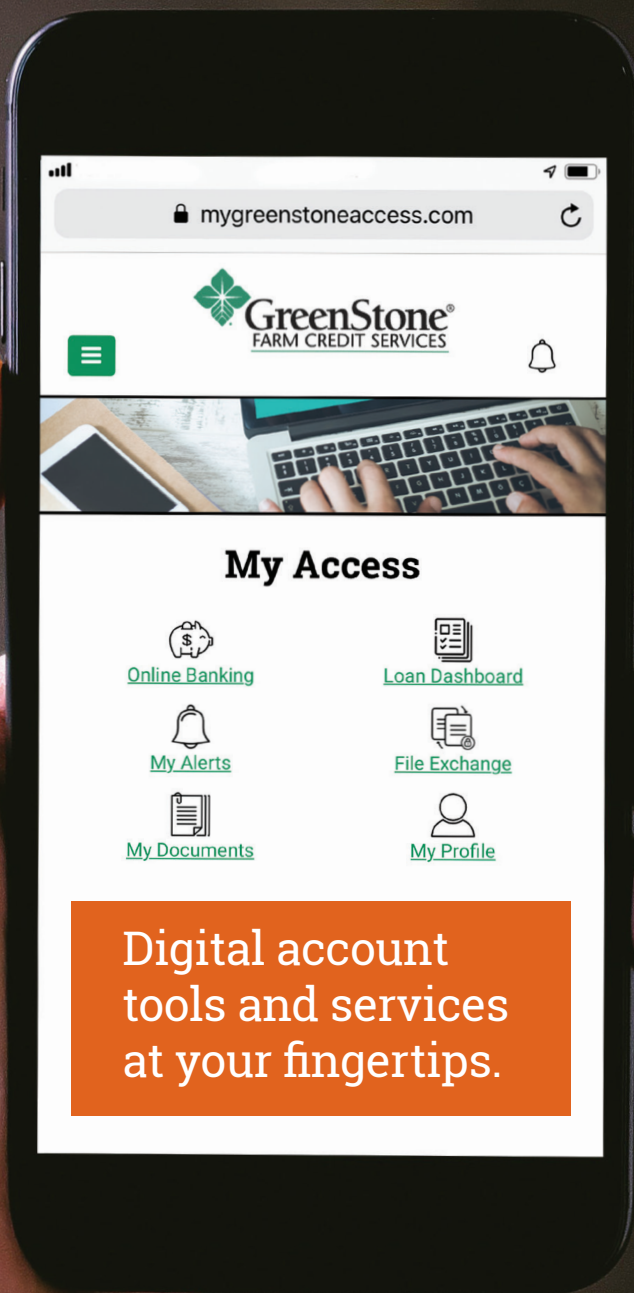 mygreenstoneaccess.com
GreenStone®
FARM CREDIT SERVICES
My Access
Online Banking
Loan Dashboard
My Alerts
File Exchange
My Documents
My Profile
Digital account
tools and services
at your fingertips.